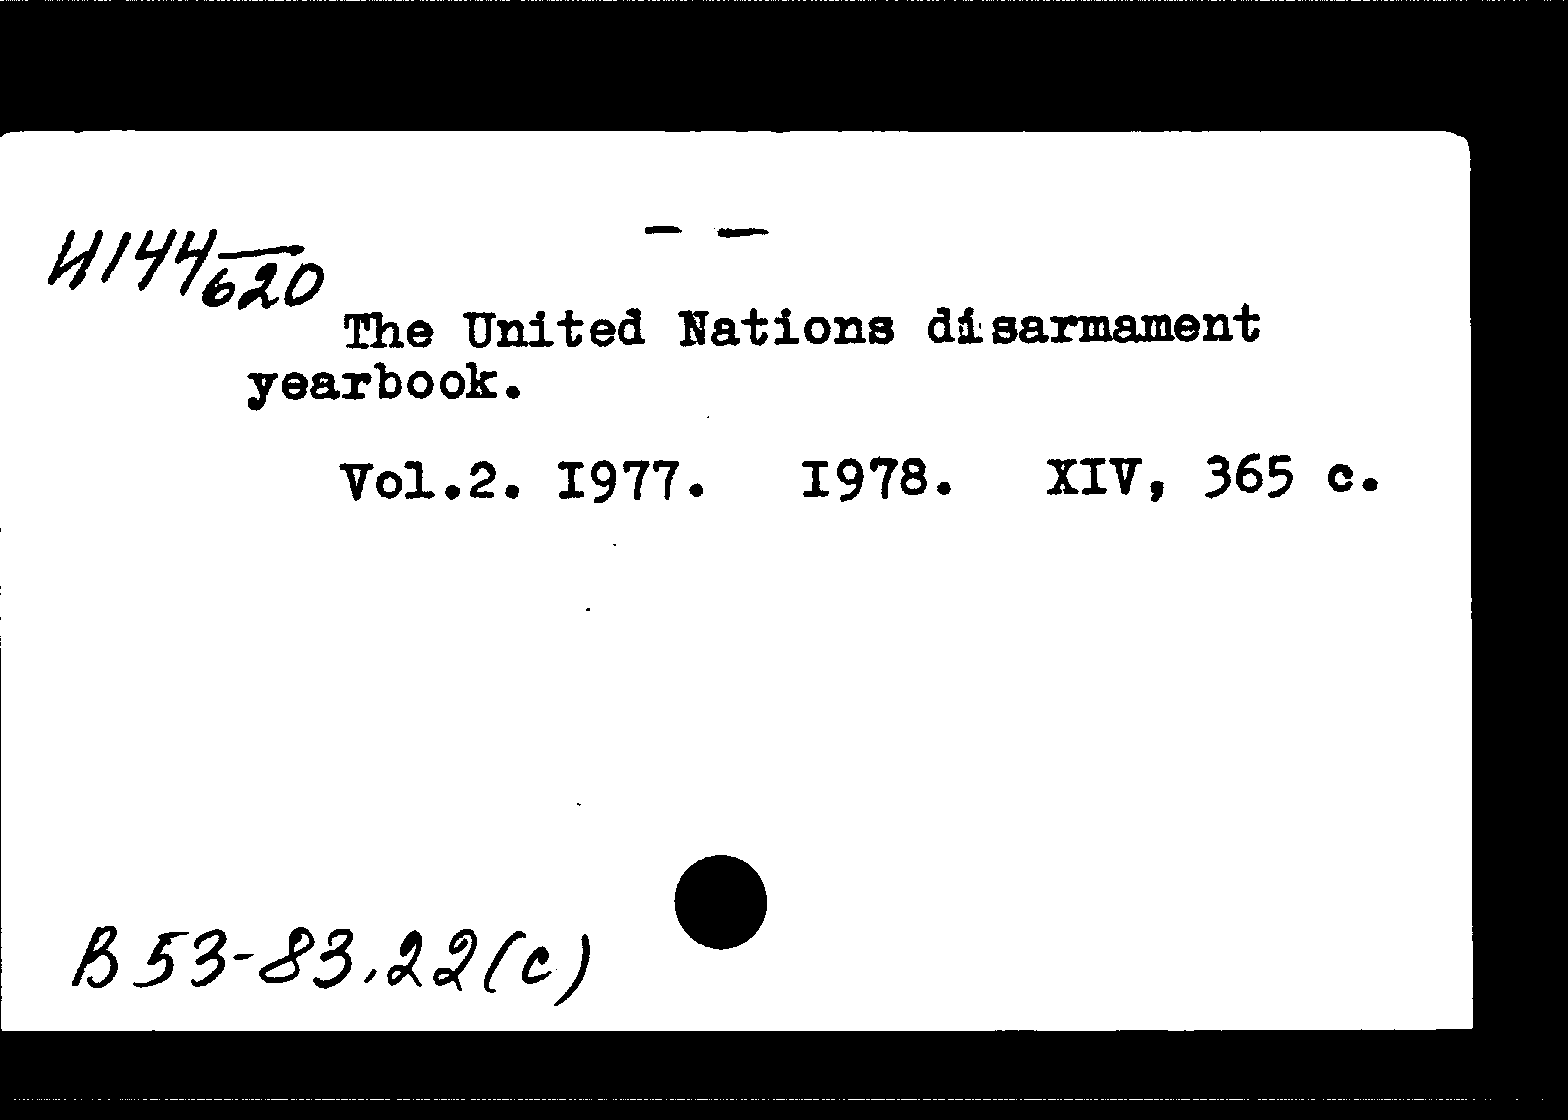 — —
И144/620
The United Nations disarmament
yearbook.
Vol.2. I977. I978. XIV, 365 c.
В 53-83.22(с)